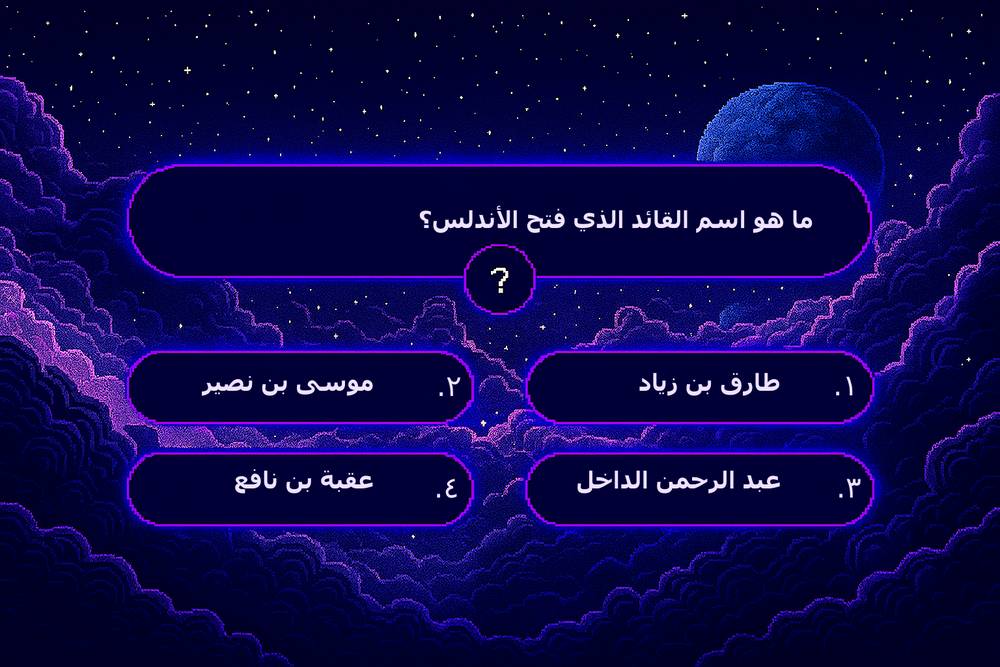 ما هو اسم القائد الذي فتح الأندلس؟
?
١. طارق بن زياد
٢. موسى بن نصير
٣. عبد الرحمن الداخل
٤. عقبة بن نافع